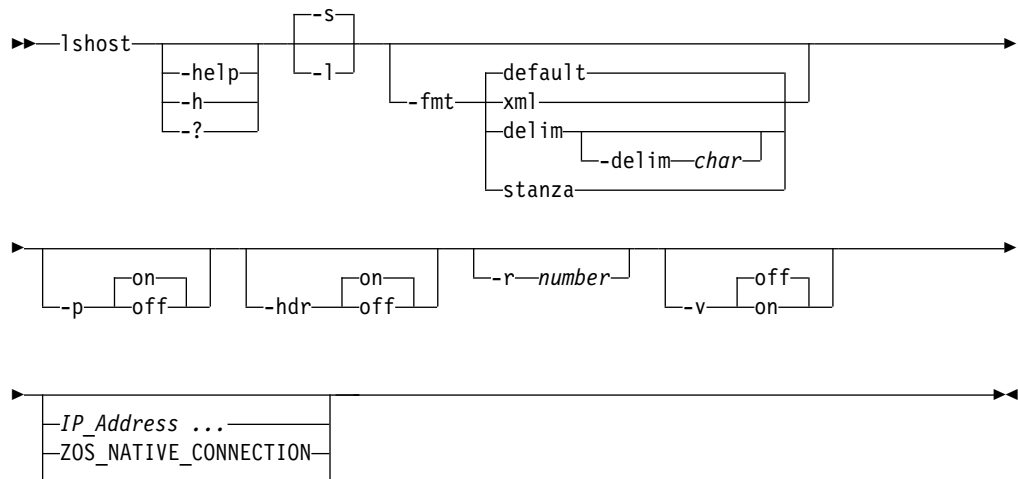 -s
lshost
-help
-l
default
-h
-fmt
xml
-?
delim
-delim char
stanza
on
on
-r number
off
-p
off
-hdr
off
-v
on
IP_Address ...
ZOS_NATIVE_CONNECTION